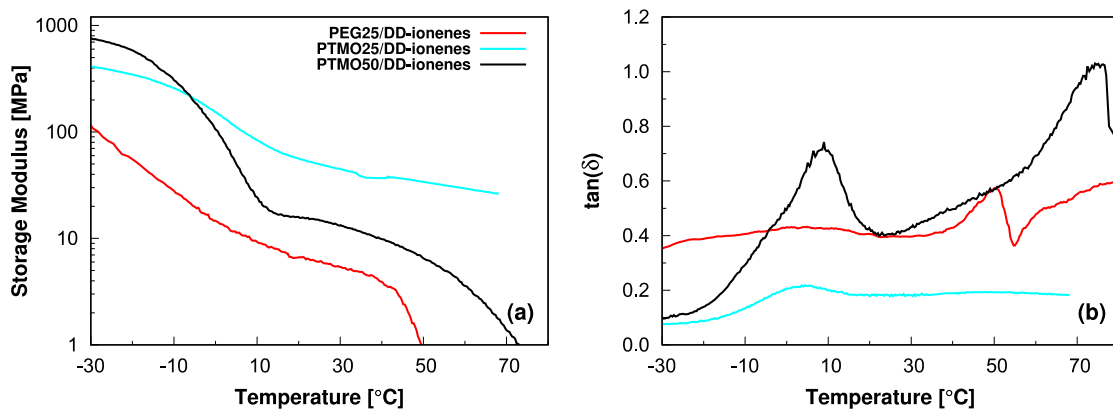 1000
100
10
1
-30
-10
10
30
50
70
Storage Modulus [MPa]
Temperature [°C]
PEG25/DD-ionenes
PTMO25/DD-ionenes
PTMO50/DD-ionenes
(a)
1.2
1.0
0.8
0.6
0.4
0.2
0.0
-30
-10
10
30
50
70
tan(δ)
Temperature [°C]
(b)